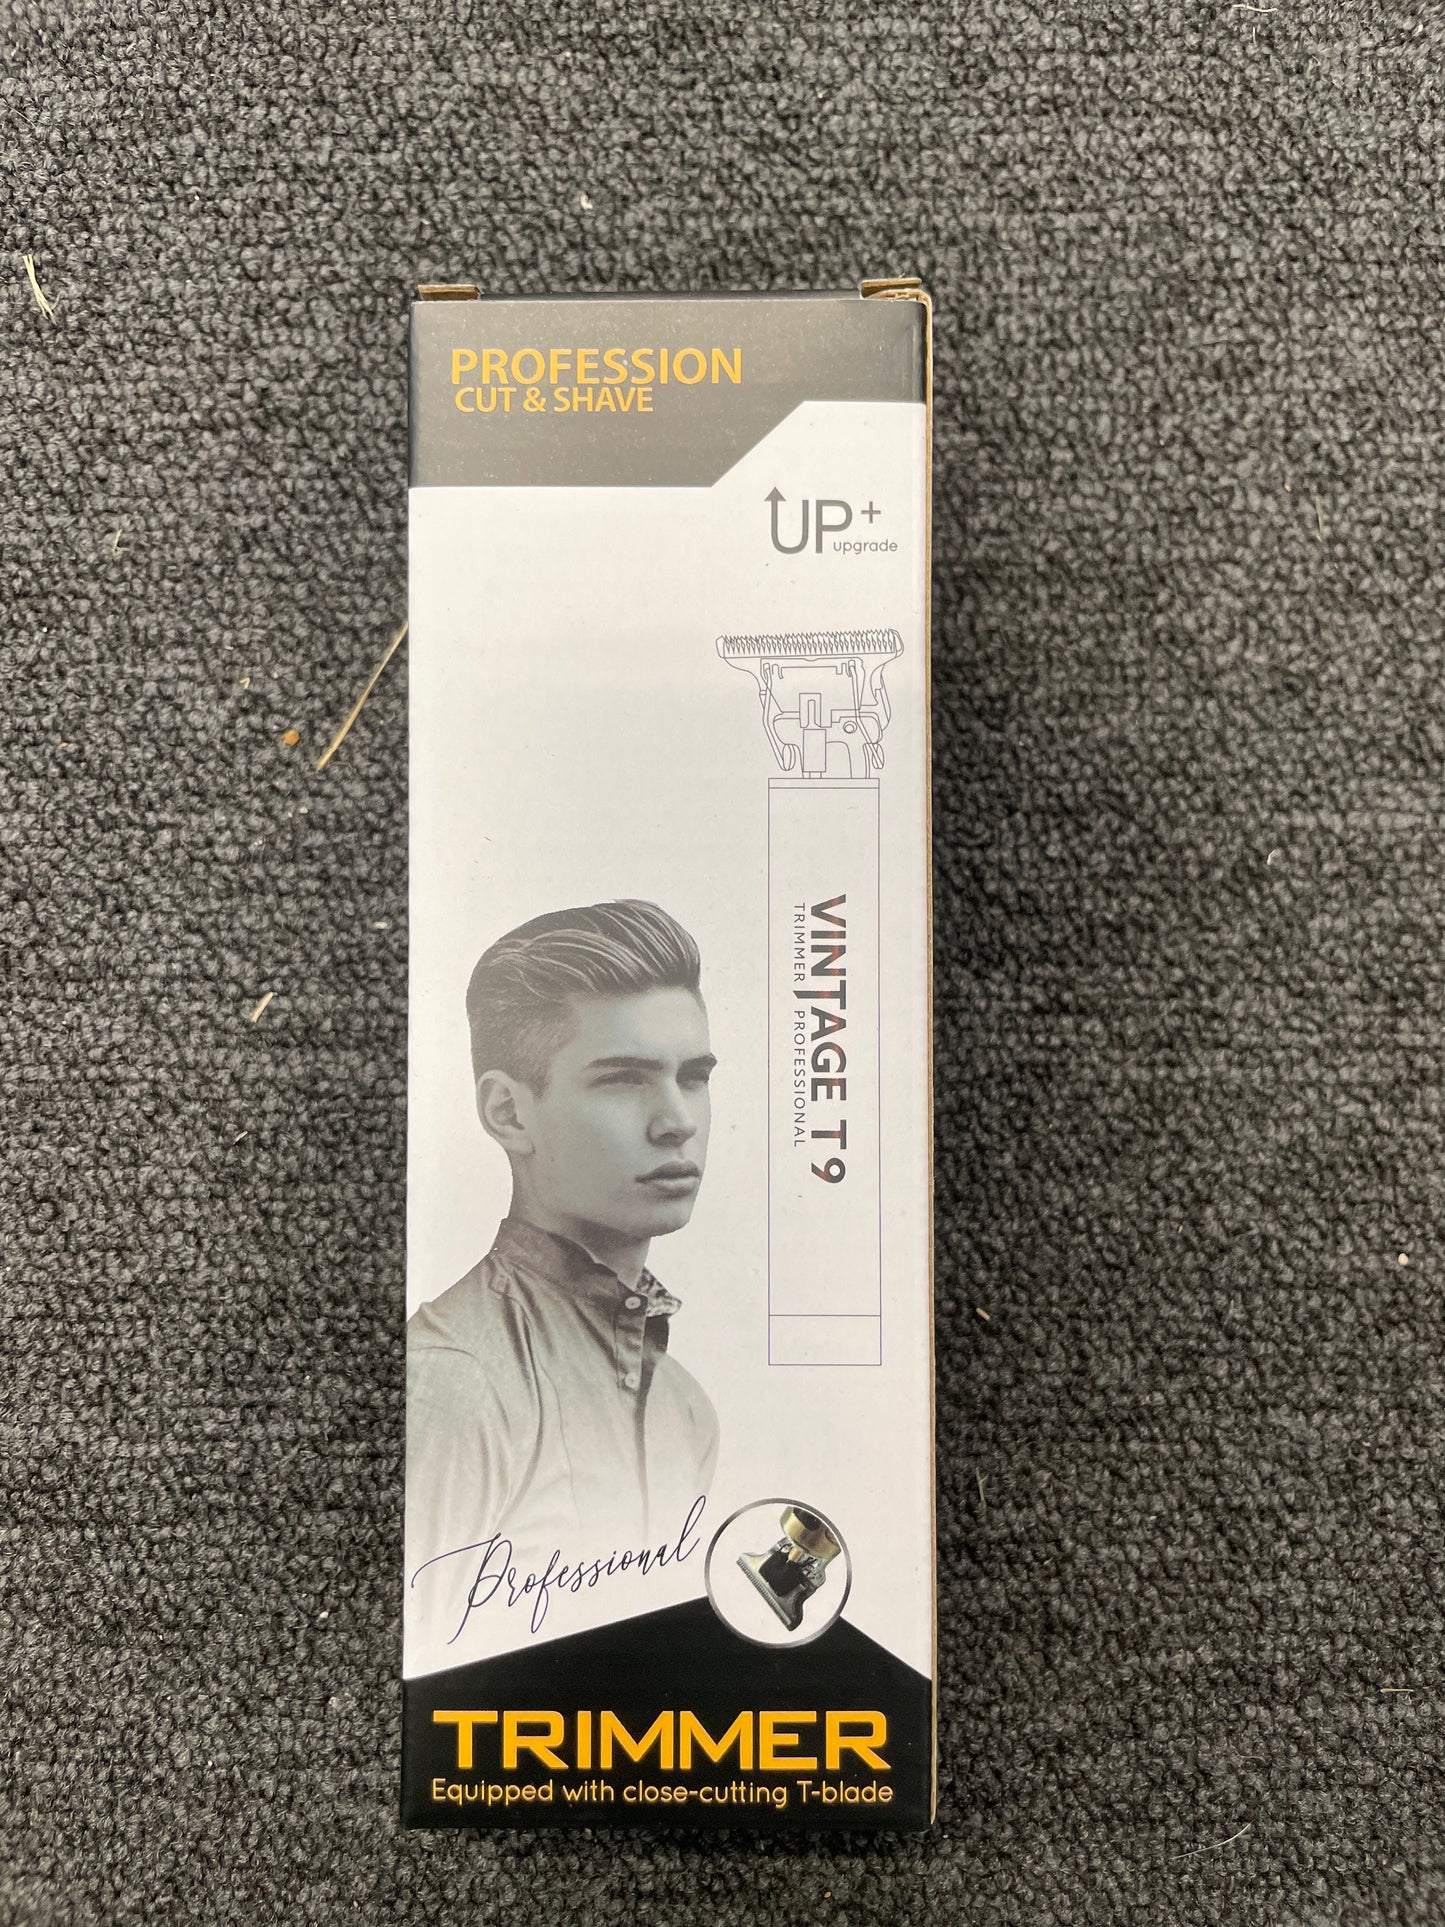 PROFESSION
CUT & SHAVE
UP+
upgrade
VINTAGE T9
TRIMMER PROFESSIONAL
Professional
TRIMMER
Equipped with close-cutting T-blade